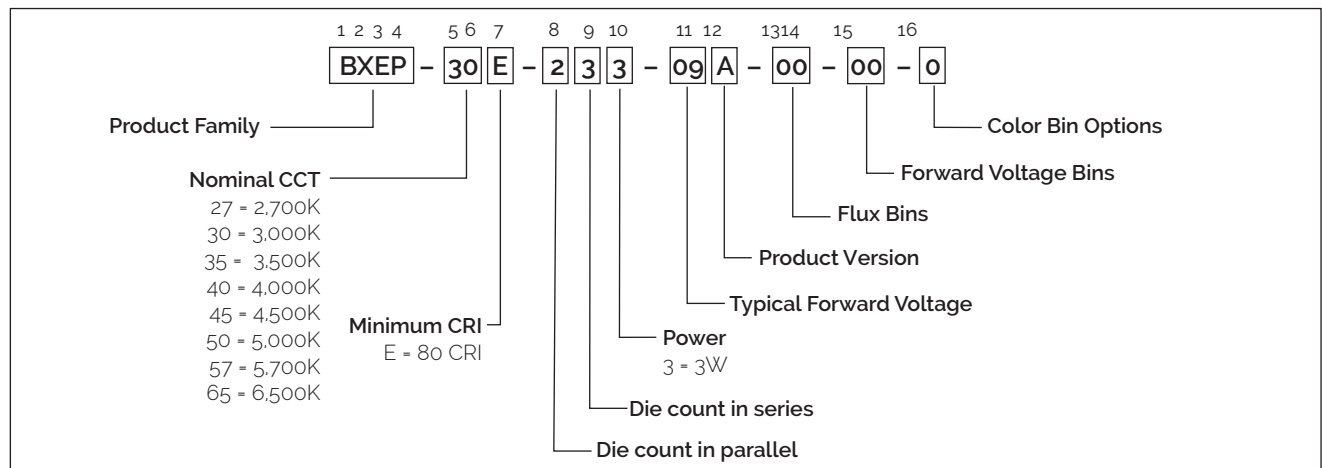 1 2 3 4 5 6 7 8 9 10 11 12 1314 15 16
BXEP – 30 E – 2 3 3 – 09 A – 00 – 00 – 0
Product Family
Color Bin Options
Nominal CCT
27 = 2,700K
30 = 3,000K
35 = 3,500K
40 = 4,000K
45 = 4,500K
50 = 5,000K
57 = 5,700K
65 = 6,500K
Forward Voltage Bins
Flux Bins
Product Version
Typical Forward Voltage
Minimum CRI
E = 80 CRI
Power
3 = 3W
Die count in series
Die count in parallel